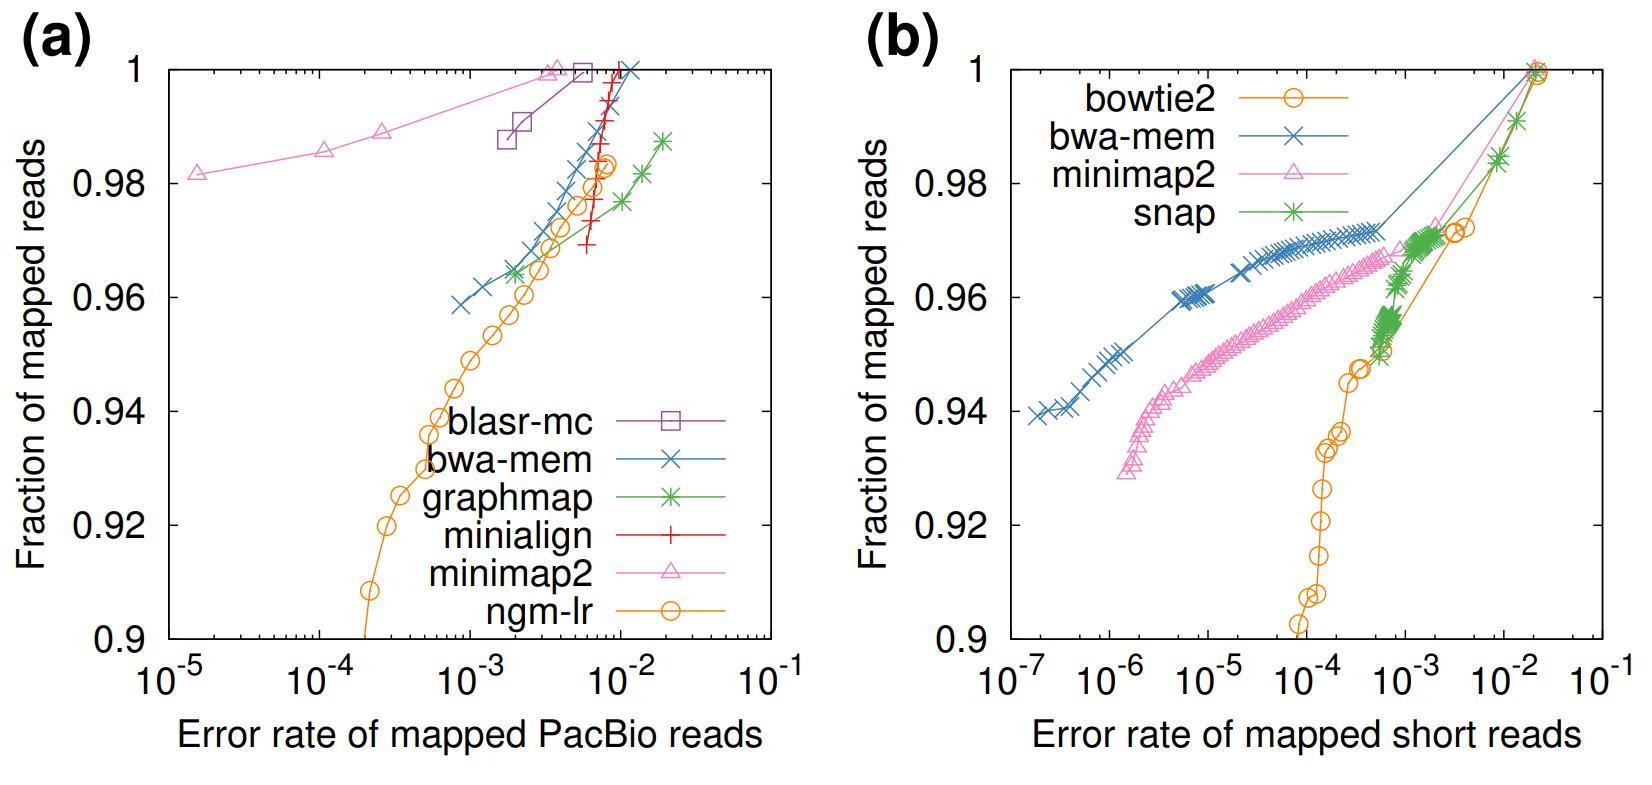 (a)
1
0.98
0.96
0.94
0.92
0.9
Fraction of mapped reads
blasr-mc
bwa-mem
graphmap
minialign
minimap2
ngm-lr
10^-5 10^-4 10^-3 10^-2 10^-1
Error rate of mapped PacBio reads
(b)
1
0.98
0.96
0.94
0.92
0.9
Fraction of mapped reads
bowtie2
bwa-mem
minimap2
snap
10^-7 10^-6 10^-5 10^-4 10^-3 10^-2 10^-1
Error rate of mapped short reads